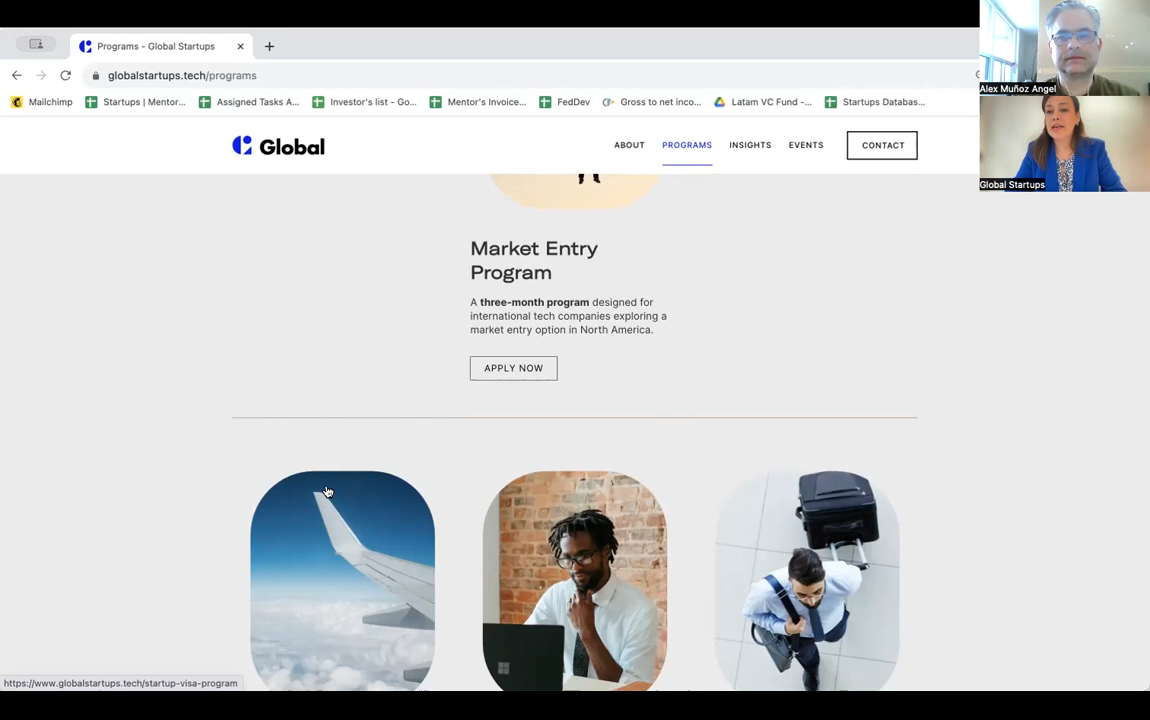 Programs - Global Startups
globalstartups.tech/programs
Mailchimp
Startups | Mentor...
Assigned Tasks A...
Investor's list - Go...
Mentor's Invoice...
FedDev
Gross to net inco...
Latam VC Fund -...
Startups Databas...
Alex Muñoz Angel
Global Startups
Global
ABOUT
PROGRAMS
INSIGHTS
EVENTS
CONTACT
Market Entry
Program
A three-month program designed for
international tech companies exploring a
market entry option in North America.
APPLY NOW
https://www.globalstartups.tech/startup-visa-program